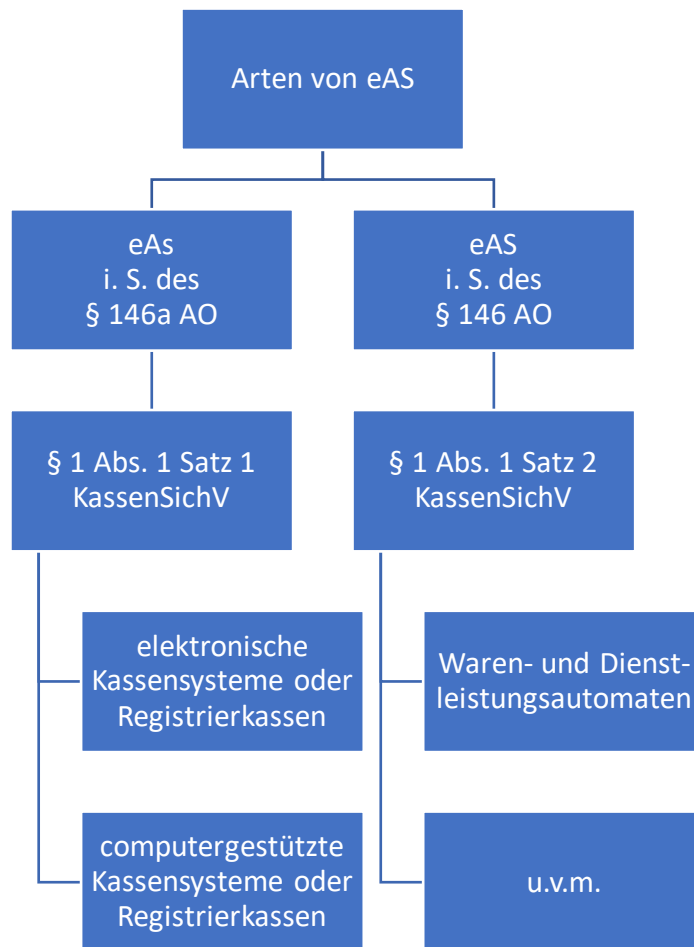 Arten von eAS
eAs
i. S. des
§ 146a AO
eAS
i. S. des
§ 146 AO
§ 1 Abs. 1 Satz 1
KassenSichV
§ 1 Abs. 1 Satz 2
KassenSichV
elektronische
Kassensysteme oder
Registrierkassen
Waren- und Dienst-
leistungsautomaten
computergestützte
Kassensysteme oder
Registrierkassen
u.v.m.